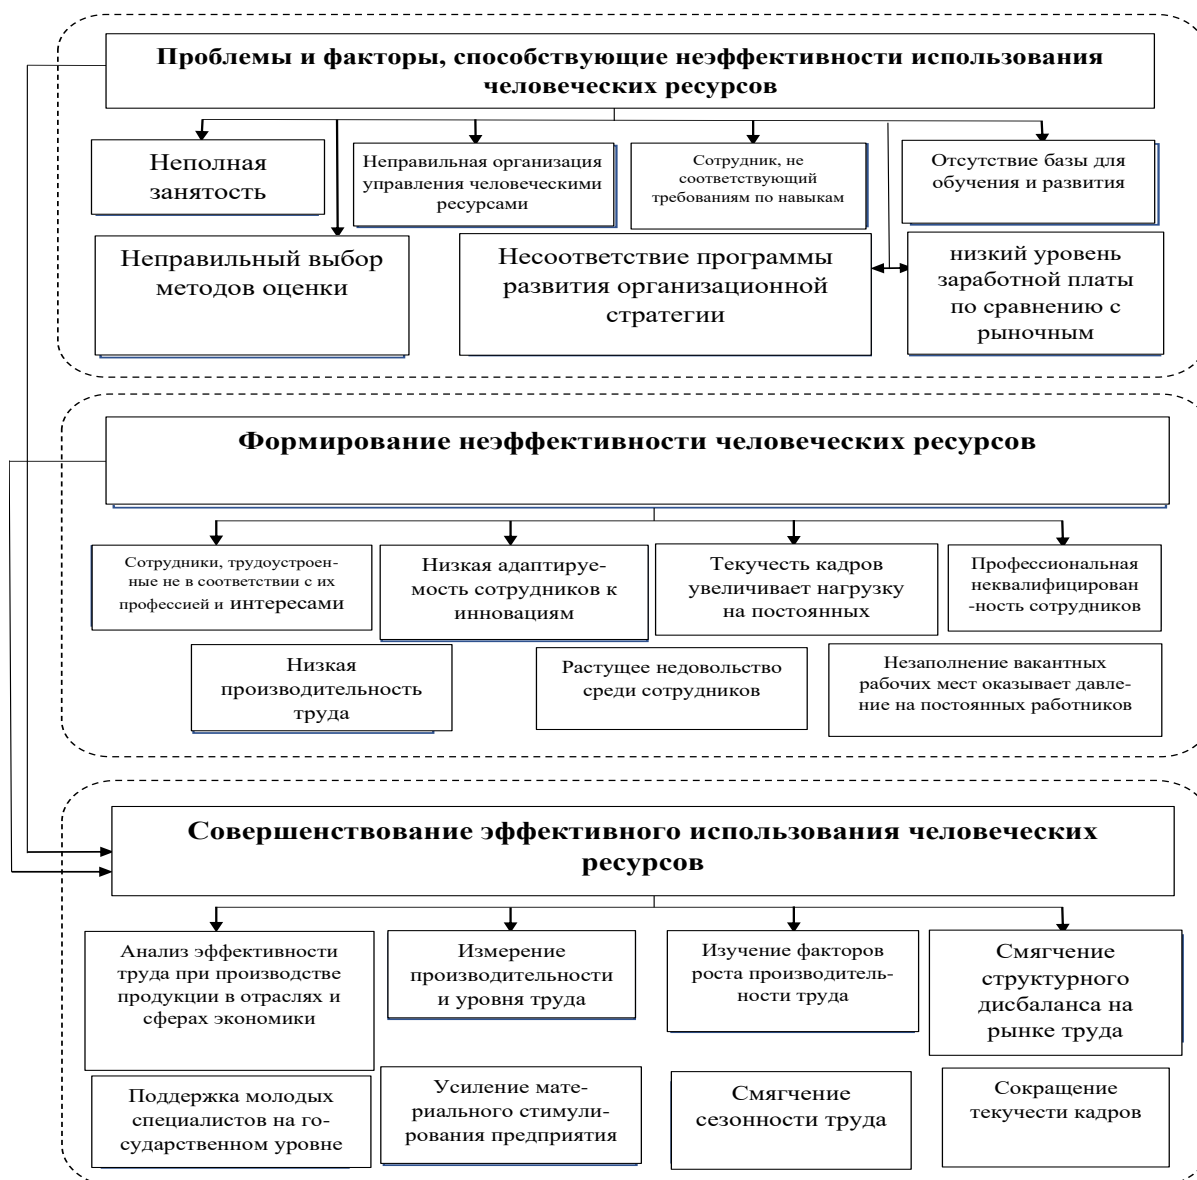 Проблемы и факторы, способствующие неэффективности использования
человеческих ресурсов
Неполная
занятость
Неправильная организация
управления человеческими
ресурсами
Сотрудник, не
соответствующий
требованиям по навыкам
Отсутствие базы для
обучения и развития
Неправильный выбор
методов оценки
Несоответствие программы
развития организационной
стратегии
низкий уровень
заработной платы
по сравнению с
рыночным
Формирование неэффективности человеческих ресурсов
Сотрудники, трудоустроен-
ные не в соответствии с их
профессией и интересами
Низкая адаптируе-
мость сотрудников к
инновациям
Текучесть кадров
увеличивает нагрузку
на постоянных
Профессиональная
неквалифицирован
-ность сотрудников
Низкая
производительность
труда
Растущее недовольство
среди сотрудников
Незаполнение вакантных
рабочих мест оказывает давле-
ние на постоянных работников
Совершенствование эффективного использования человеческих
ресурсов
Анализ эффективности
труда при производстве
продукции в отраслях и
сферах экономики
Измерение
производительности
и уровня труда
Изучение факторов
роста производитель-
ности труда
Смягчение
структурного
дисбаланса на
рынке труда
Поддержка молодых
специалистов на го-
сударственном уровне
Усиление мате-
риального стимули-
рования предприятия
Смягчение
сезонности труда
Сокращение
текучести кадров